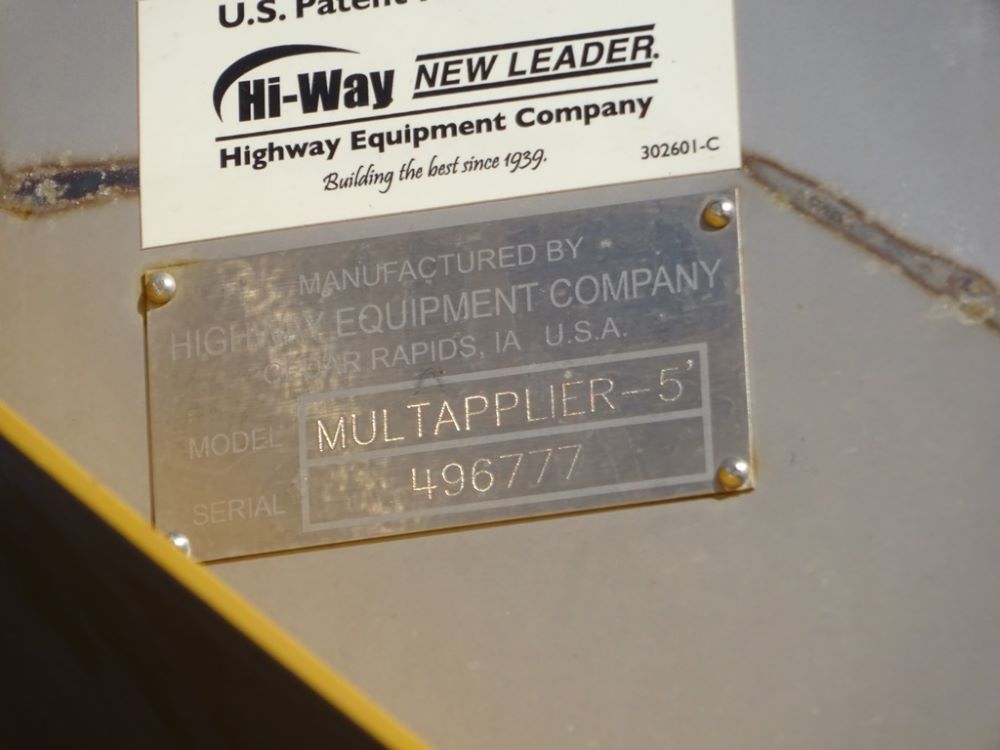 U.S. Patent
Hi-Way NEW LEADER.
Highway Equipment Company
Building the best since 1939.
302601-C
MANUFACTURED BY
HIGHWAY EQUIPMENT COMPANY
CEDAR RAPIDS, IA U.S.A.
MODEL MULTAPPLIER-5'
SERIAL 496777